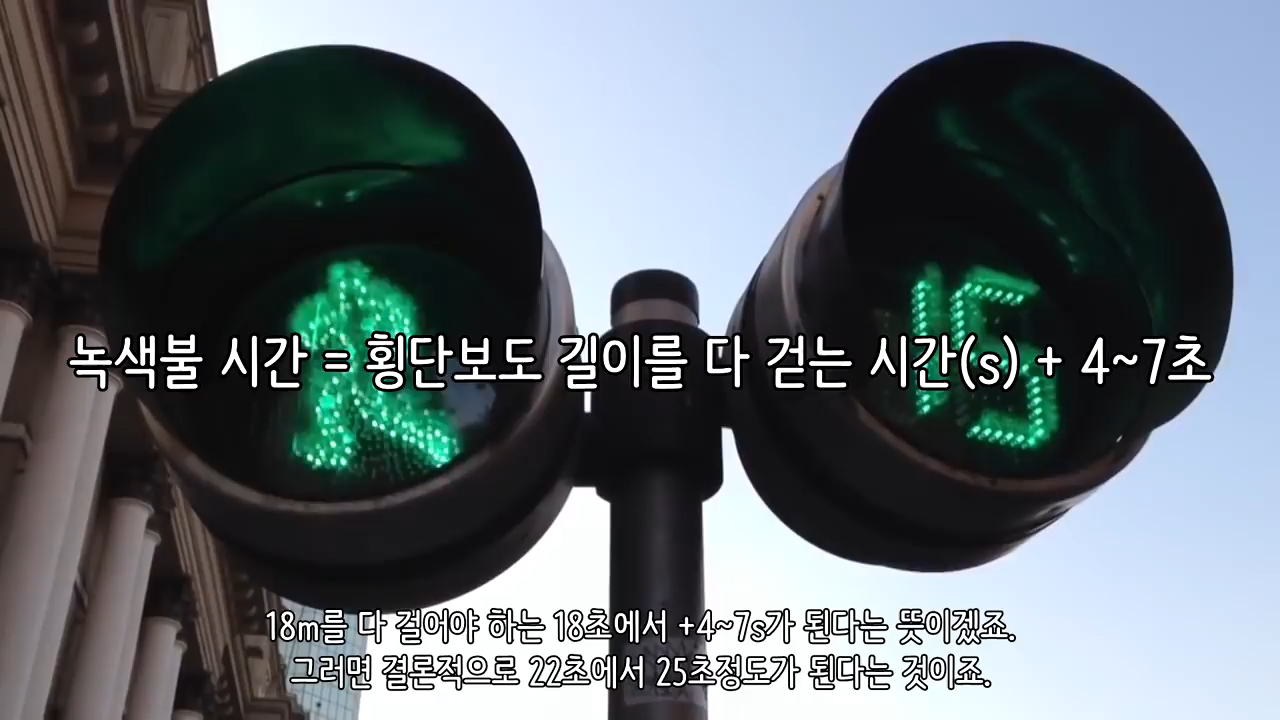 15
녹색불 시간 = 횡단보도 길이를 다 걷는 시간(s) + 4~7초
18m를 다 걸어야 하는 18초에서 +4~7s가 된다는 뜻이겠죠.
그러면 결론적으로 22초에서 25초정도가 된다는 것이죠.